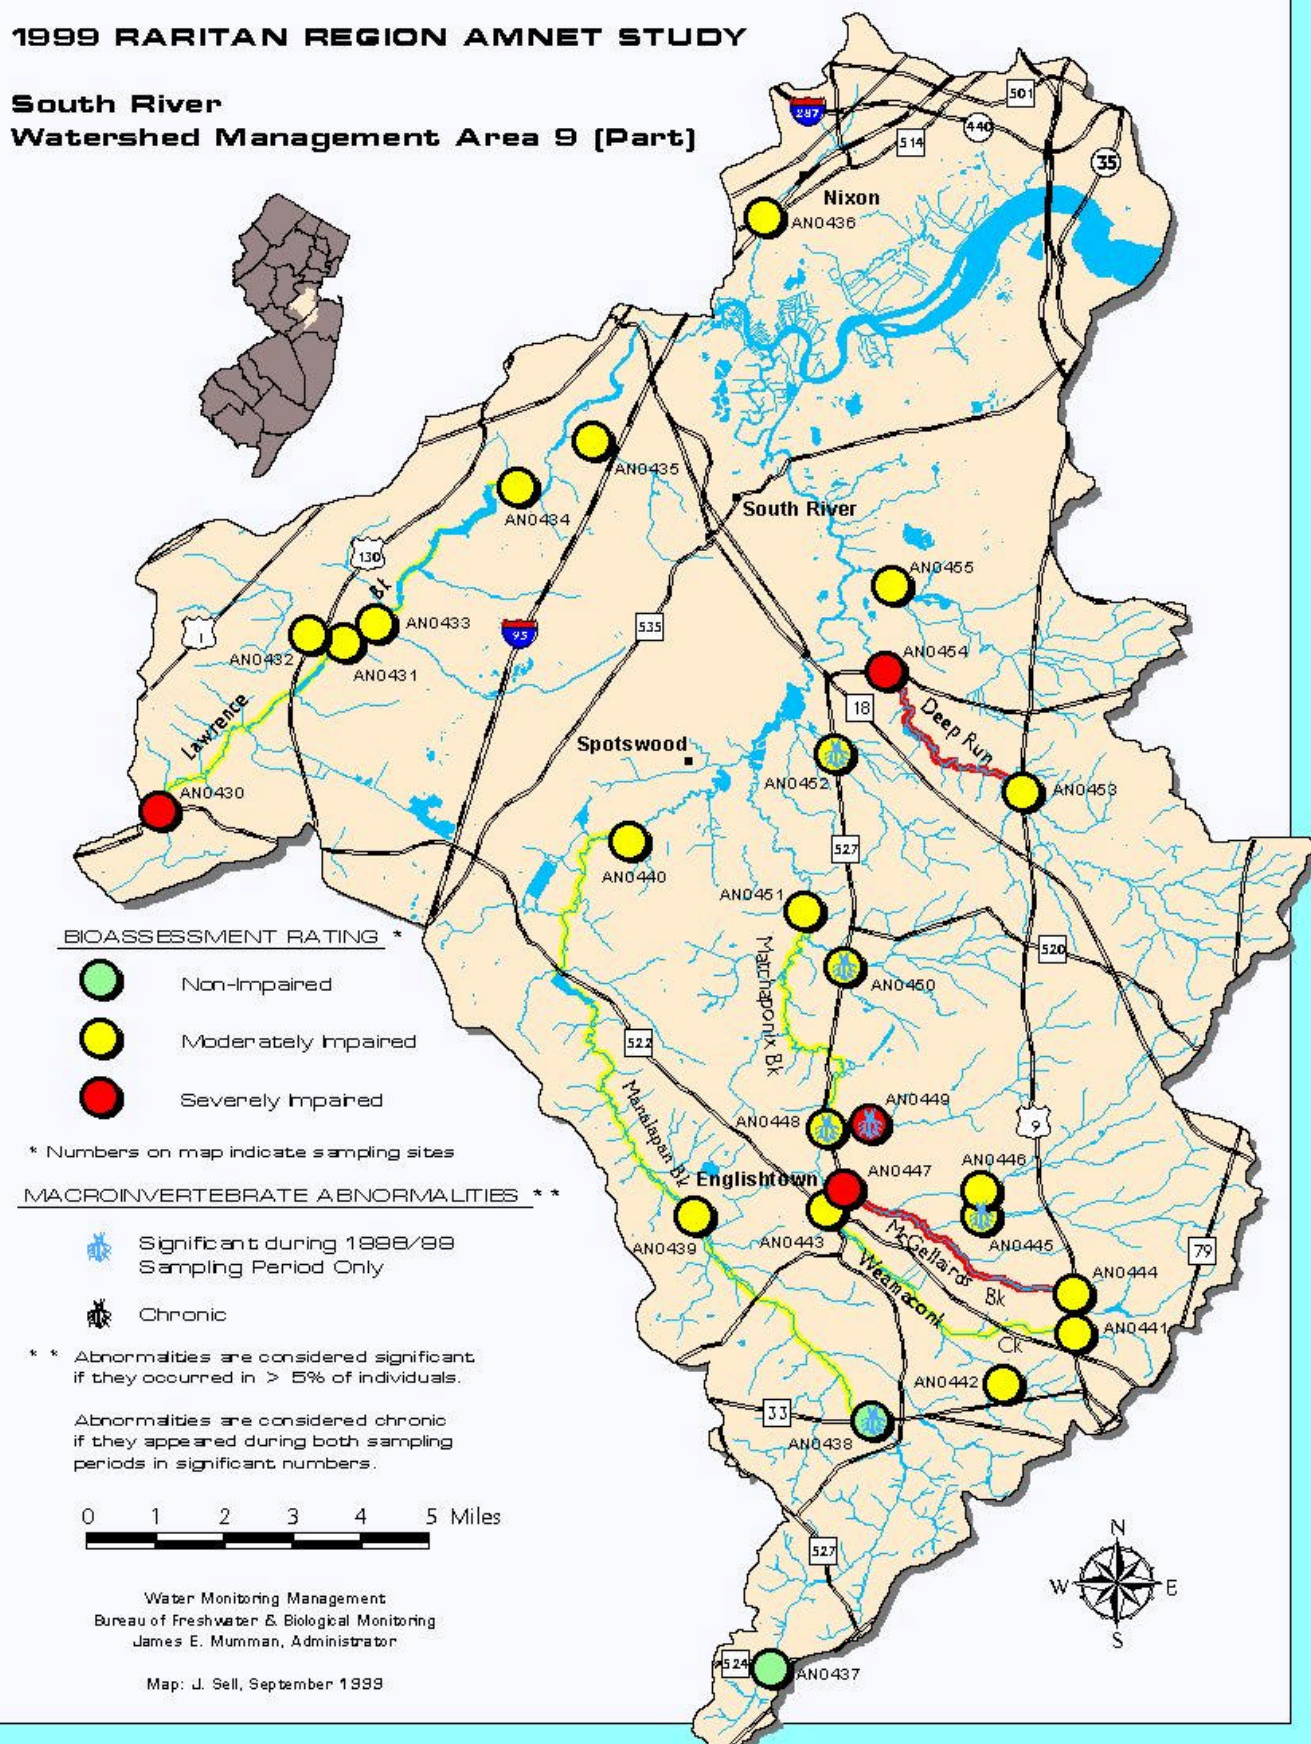 1999 RARITAN REGION AMNET STUDY
South River
Watershed Management Area 9 (Part)
287
501
440
514
35
Nixon
AN0436
AN0435
AN0434
South River
130
Bk
AN0455
1
AN0433
95
535
AN0432
AN0431
AN0454
Lawrence
18
Deep Run
Spotswood
AN0452
AN0453
AN0430
527
AN0440
AN0451
520
Matchaponix Bk
AN0450
BIOASSESSMENT RATING *
Non-Impaired
Moderately Impaired
Severely Impaired
* Numbers on map indicate sampling sites
522
Manalapan Bk
AN0449
AN0448
9
AN0447
AN0446
Englishtown
AN0439
AN0443
AN0445
McGellairds
Bk
79
Weamaconk
Ck
AN0444
AN0441
AN0442
33
AN0438
MACROINVERTEBRATE ABNORMALITIES * *
Significant during 1998/99
Sampling Period Only
Chronic
* * Abnormalities are considered significant
if they occurred in > 5% of individuals.
Abnormalities are considered chronic
if they appeared during both sampling
periods in significant numbers.
0 1 2 3 4 5 Miles
Water Monitoring Management
Bureau of Freshwater & Biological Monitoring
James E. Mumman, Administrator
Map: J. Sell, September 1999
527
N
W E
S
524
AN0437